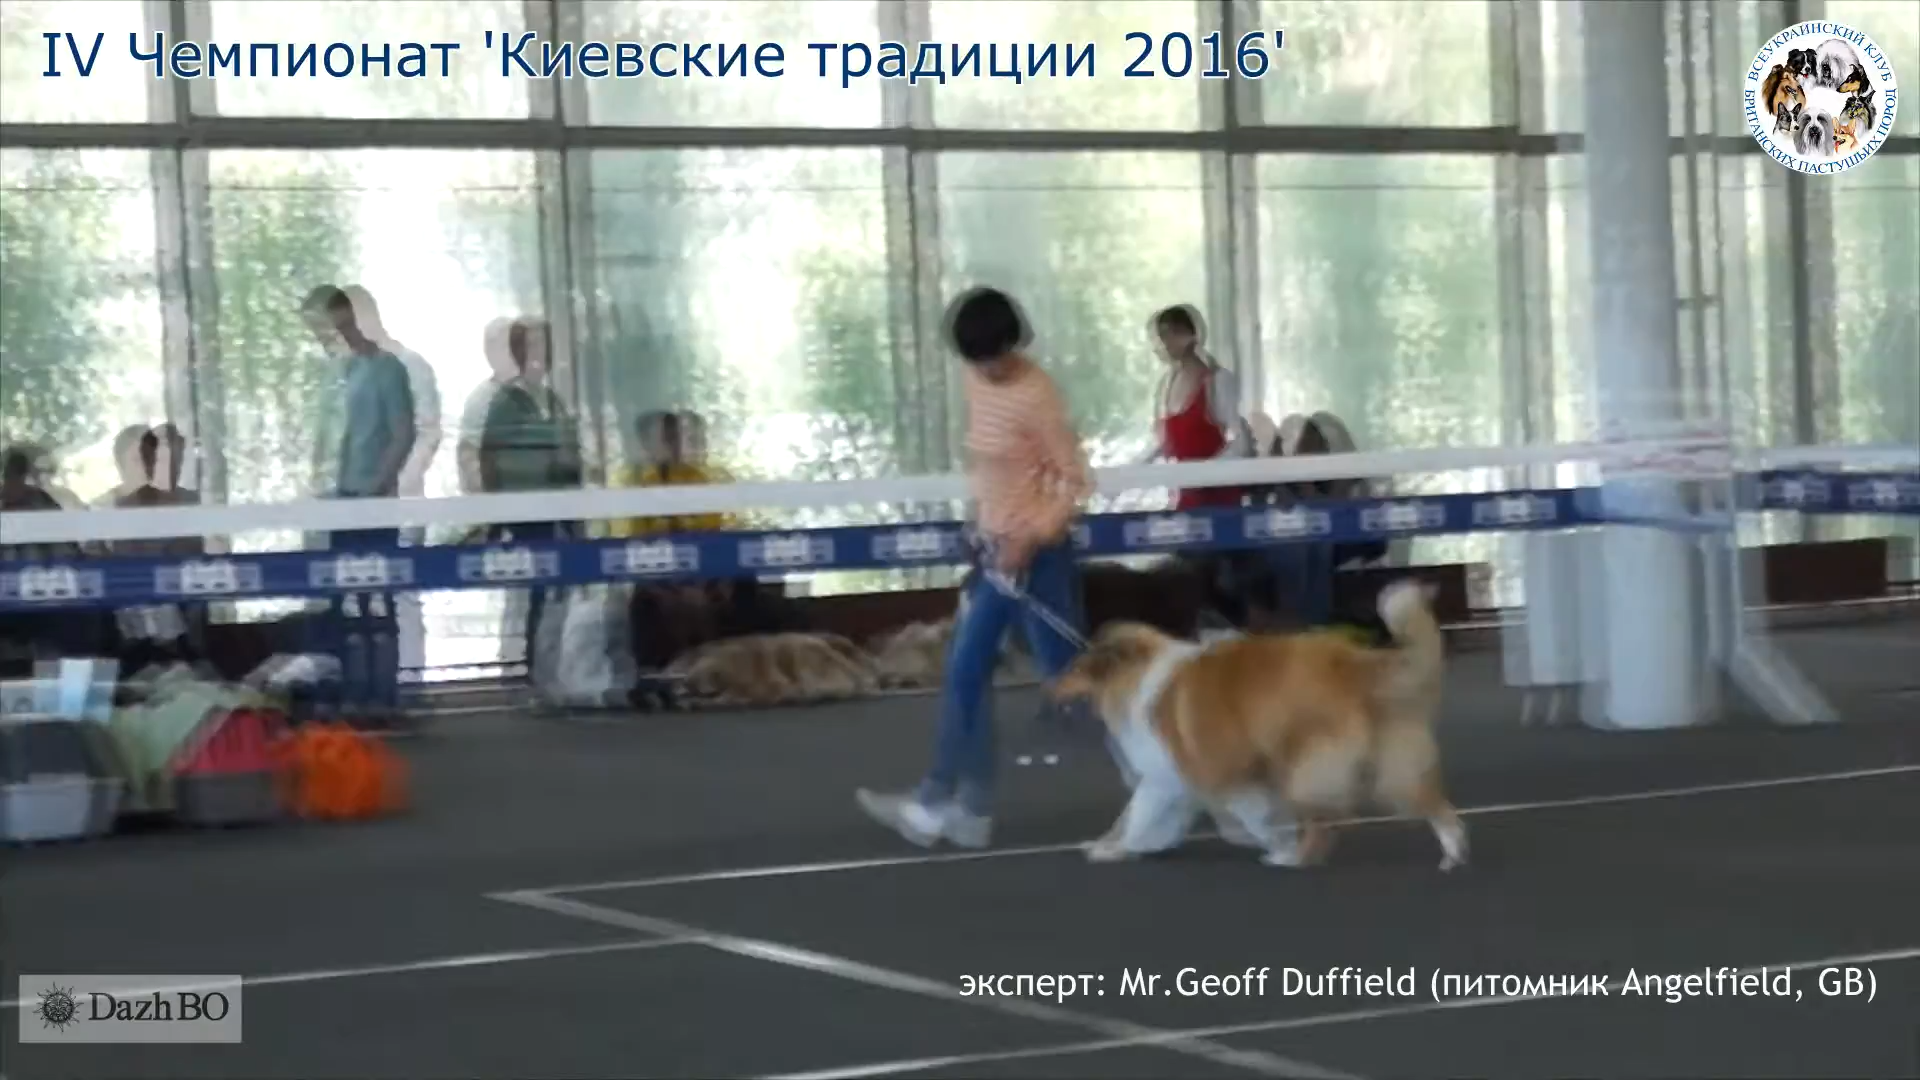 IV Чемпионат 'Киевские традиции 2016'
ВСЕУКРАИНСКИЙ КЛУБ
БРИТАНСКИХ ПАСТУШЬИХ ПОРОД
эксперт: Mr.Geoff Duffield (питомник Angelfield, GB)
DazhBO